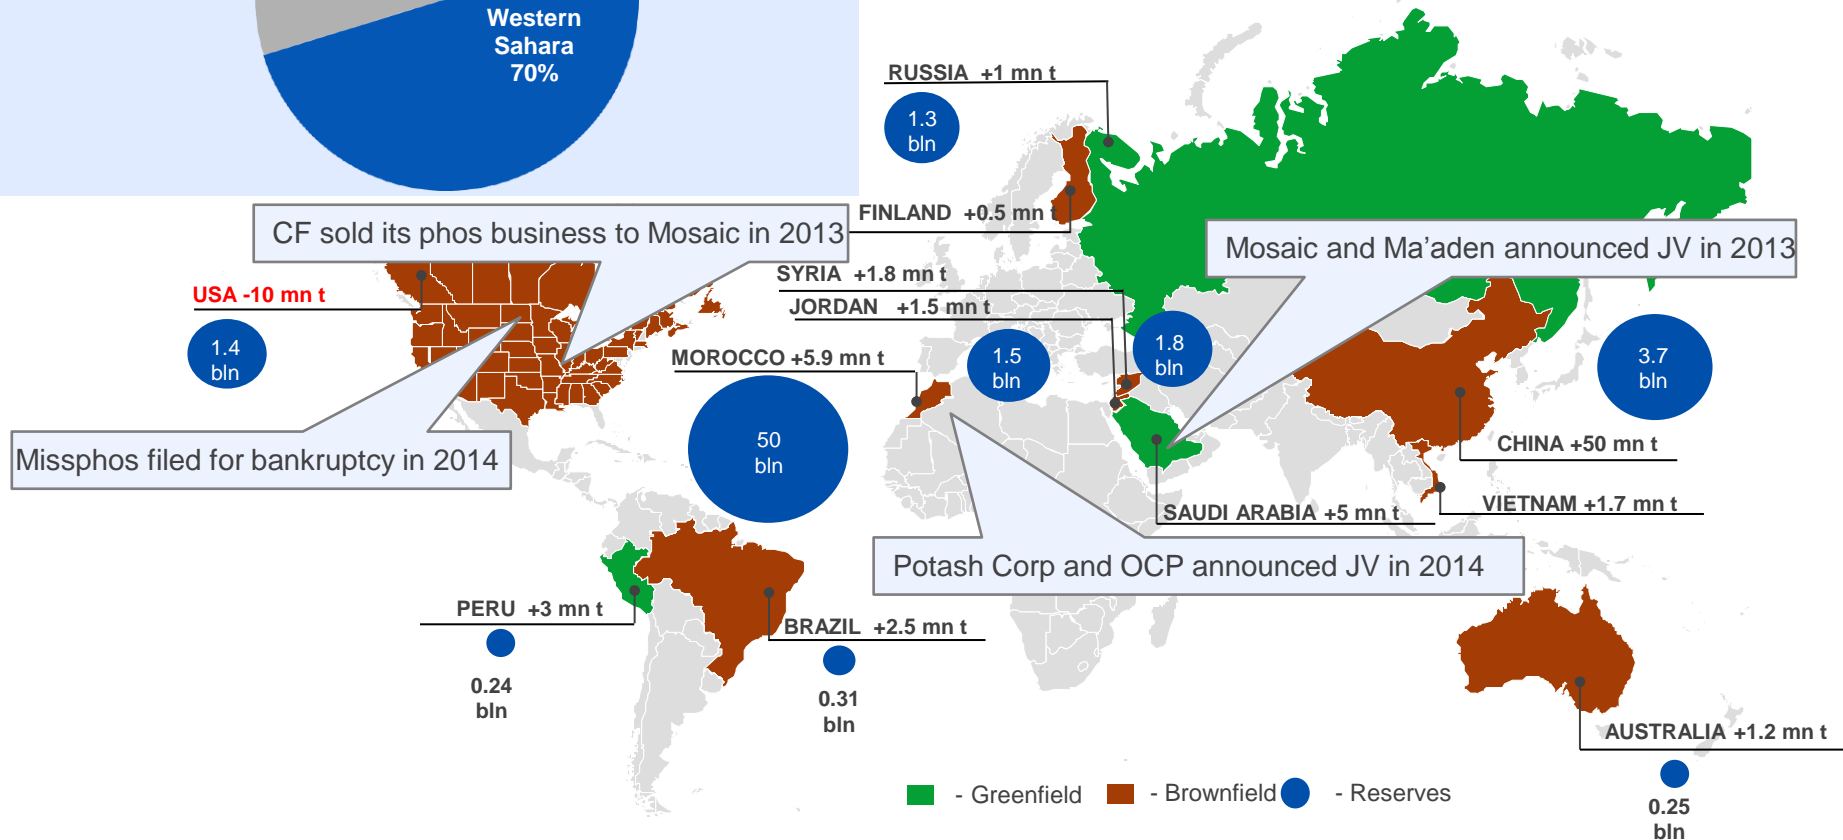 Western
Sahara
70%
RUSSIA +1 mn t
1.3
bln
FINLAND +0.5 mn t
CF sold its phos business to Mosaic in 2013
Mosaic and Ma'aden announced JV in 2013
SYRIA +1.8 mn t
USA -10 mn t
JORDAN +1.5 mn t
1.4
bln
MOROCCO +5.9 mn t
1.5
bln
1.8
bln
3.7
bln
50
bln
CHINA +50 mn t
Missphos filed for bankruptcy in 2014
VIETNAM +1.7 mn t
SAUDI ARABIA +5 mn t
Potash Corp and OCP announced JV in 2014
PERU +3 mn t
BRAZIL +2.5 mn t
0.24
bln
0.31
bln
AUSTRALIA +1.2 mn t
- Greenfield
- Brownfield
- Reserves
0.25
bln